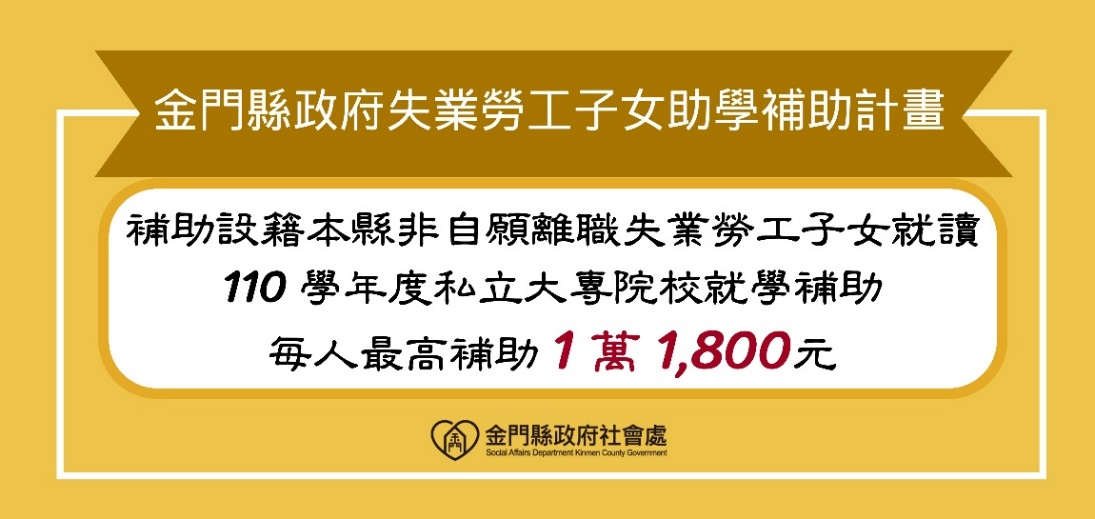 金門縣政府失業勞工子女助學補助計畫
補助設籍本縣非自願離職失業勞工子女就讀
110 學年度私立大專院校就學補助
每人最高補助 1 萬 1,800元
金門縣政府社會處
Social Affairs Department Kinmen County Government